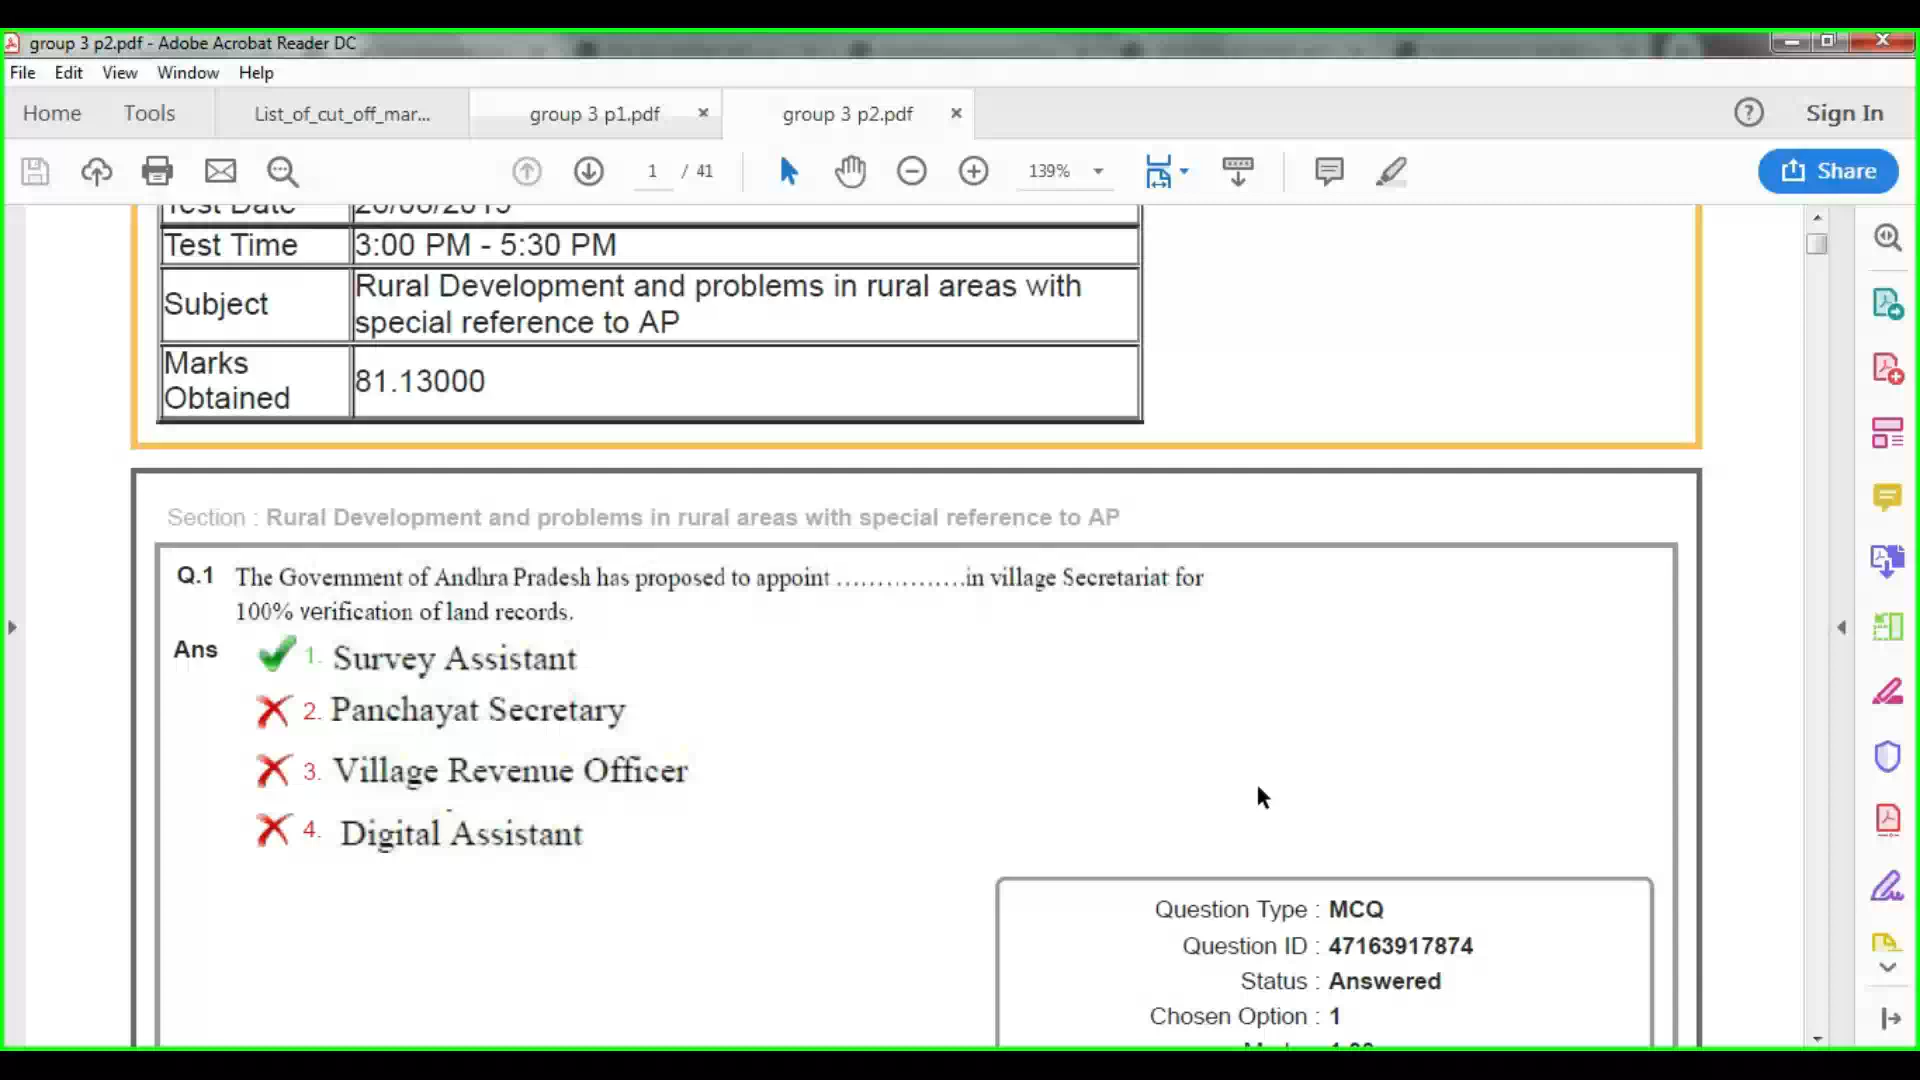 group 3 p2.pdf - Adobe Acrobat Reader DC
File Edit View Window Help
Home Tools List_of_cut_off_mar... group 3 p1.pdf × group 3 p2.pdf × ? Sign In
1 / 41 139% Share
Test Date
Test Time 3:00 PM - 5:30 PM
Subject Rural Development and problems in rural areas with
special reference to AP
Marks
Obtained 81.13000
Section : Rural Development and problems in rural areas with special reference to AP
Q.1 The Government of Andhra Pradesh has proposed to appoint ................in village Secretariat for
100% verification of land records.
Ans 1. Survey Assistant
2. Panchayat Secretary
3. Village Revenue Officer
4. Digital Assistant
Question Type : MCQ
Question ID : 47163917874
Status : Answered
Chosen Option : 1